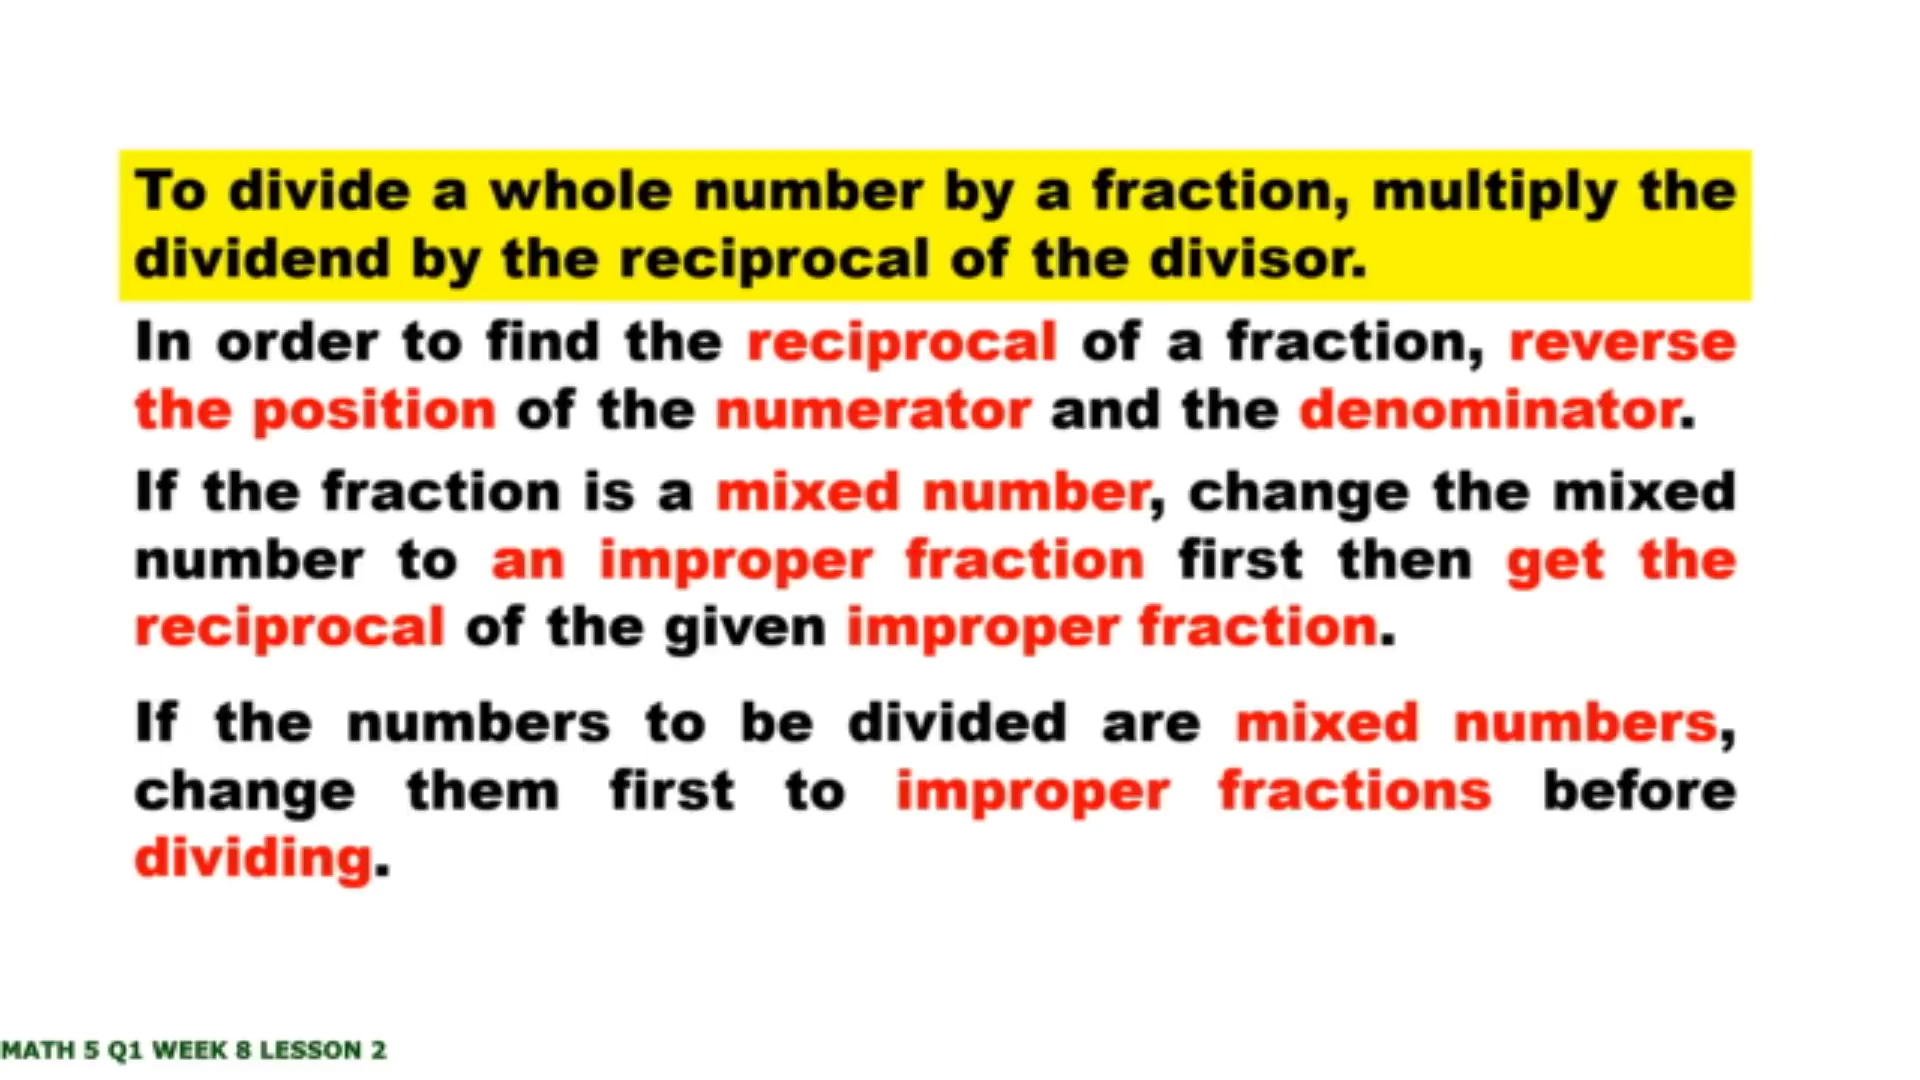 To divide a whole number by a fraction, multiply the
dividend by the reciprocal of the divisor.
In order to find the reciprocal of a fraction, reverse
the position of the numerator and the denominator.
If the fraction is a mixed number, change the mixed
number to an improper fraction first then get the
reciprocal of the given improper fraction.
If the numbers to be divided are mixed numbers,
change them first to improper fractions before
dividing.
MATH 5 Q1 WEEK 8 LESSON 2